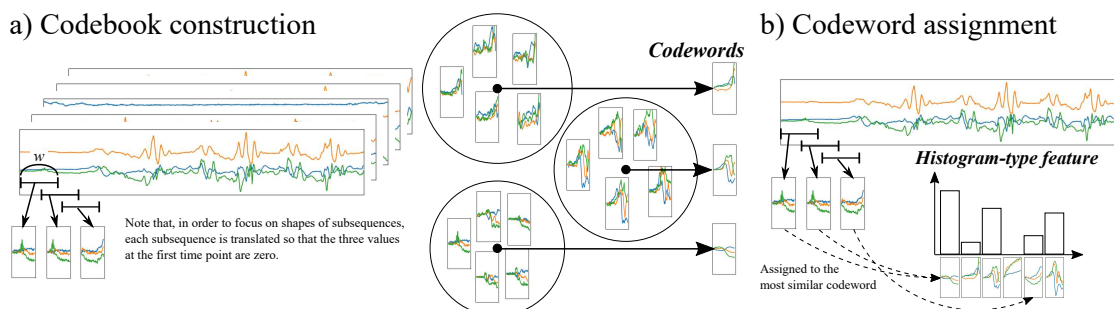 a) Codebook construction
w
Note that, in order to focus on shapes of subsequences,
each subsequence is translated so that the three values
at the first time point are zero.
Codewords
b) Codeword assignment
Histogram-type feature
Assigned to the
most similar codeword